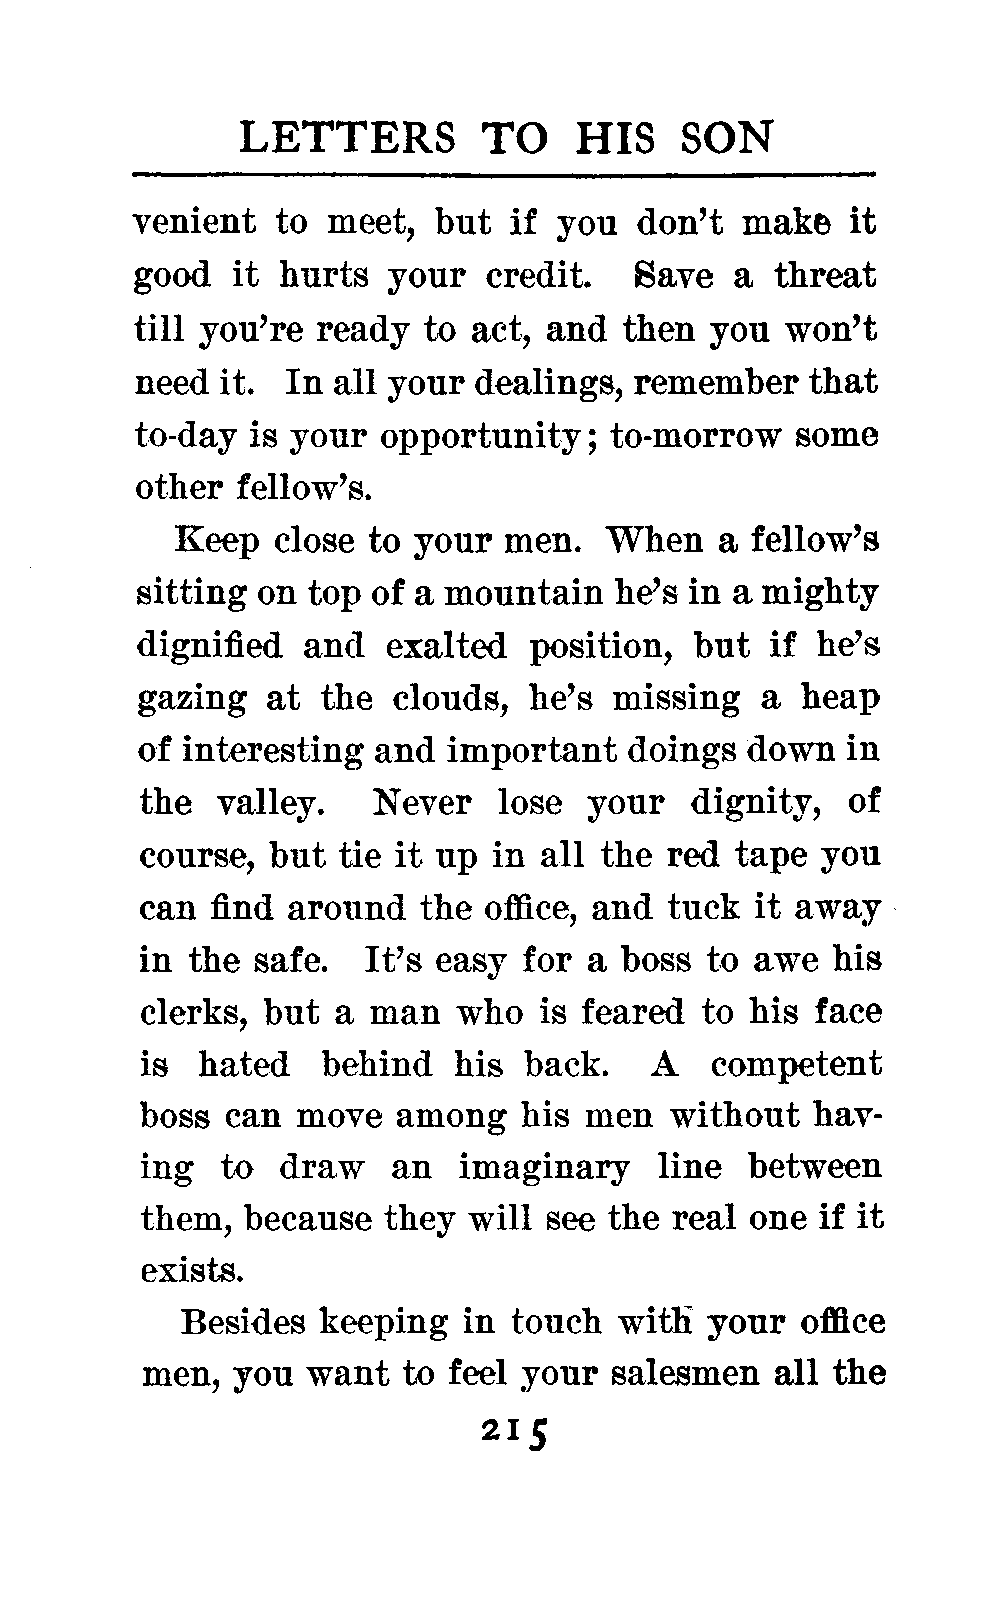 LETTERS TO HIS SON
venient to meet, but if you don't make it
good it hurts your credit. Save a threat
till you're ready to act, and then you won't
need it. In all your dealings, remember that
to-day is your opportunity; to-morrow some
other fellow's.
Keep close to your men. When a fellow's
sitting on top of a mountain he's in a mighty
dignified and exalted position, but if he's
gazing at the clouds, he's missing a heap
of interesting and important doings down in
the valley. Never lose your dignity, of
course, but tie it up in all the red tape you
can find around the office, and tuck it away
in the safe. It's easy for a boss to awe his
clerks, but a man who is feared to his face
is hated behind his back. A competent
boss can move among his men without hav-
ing to draw an imaginary line between
them, because they will see the real one if it
exists.
Besides keeping in touch with your office
men, you want to feel your salesmen all the
215